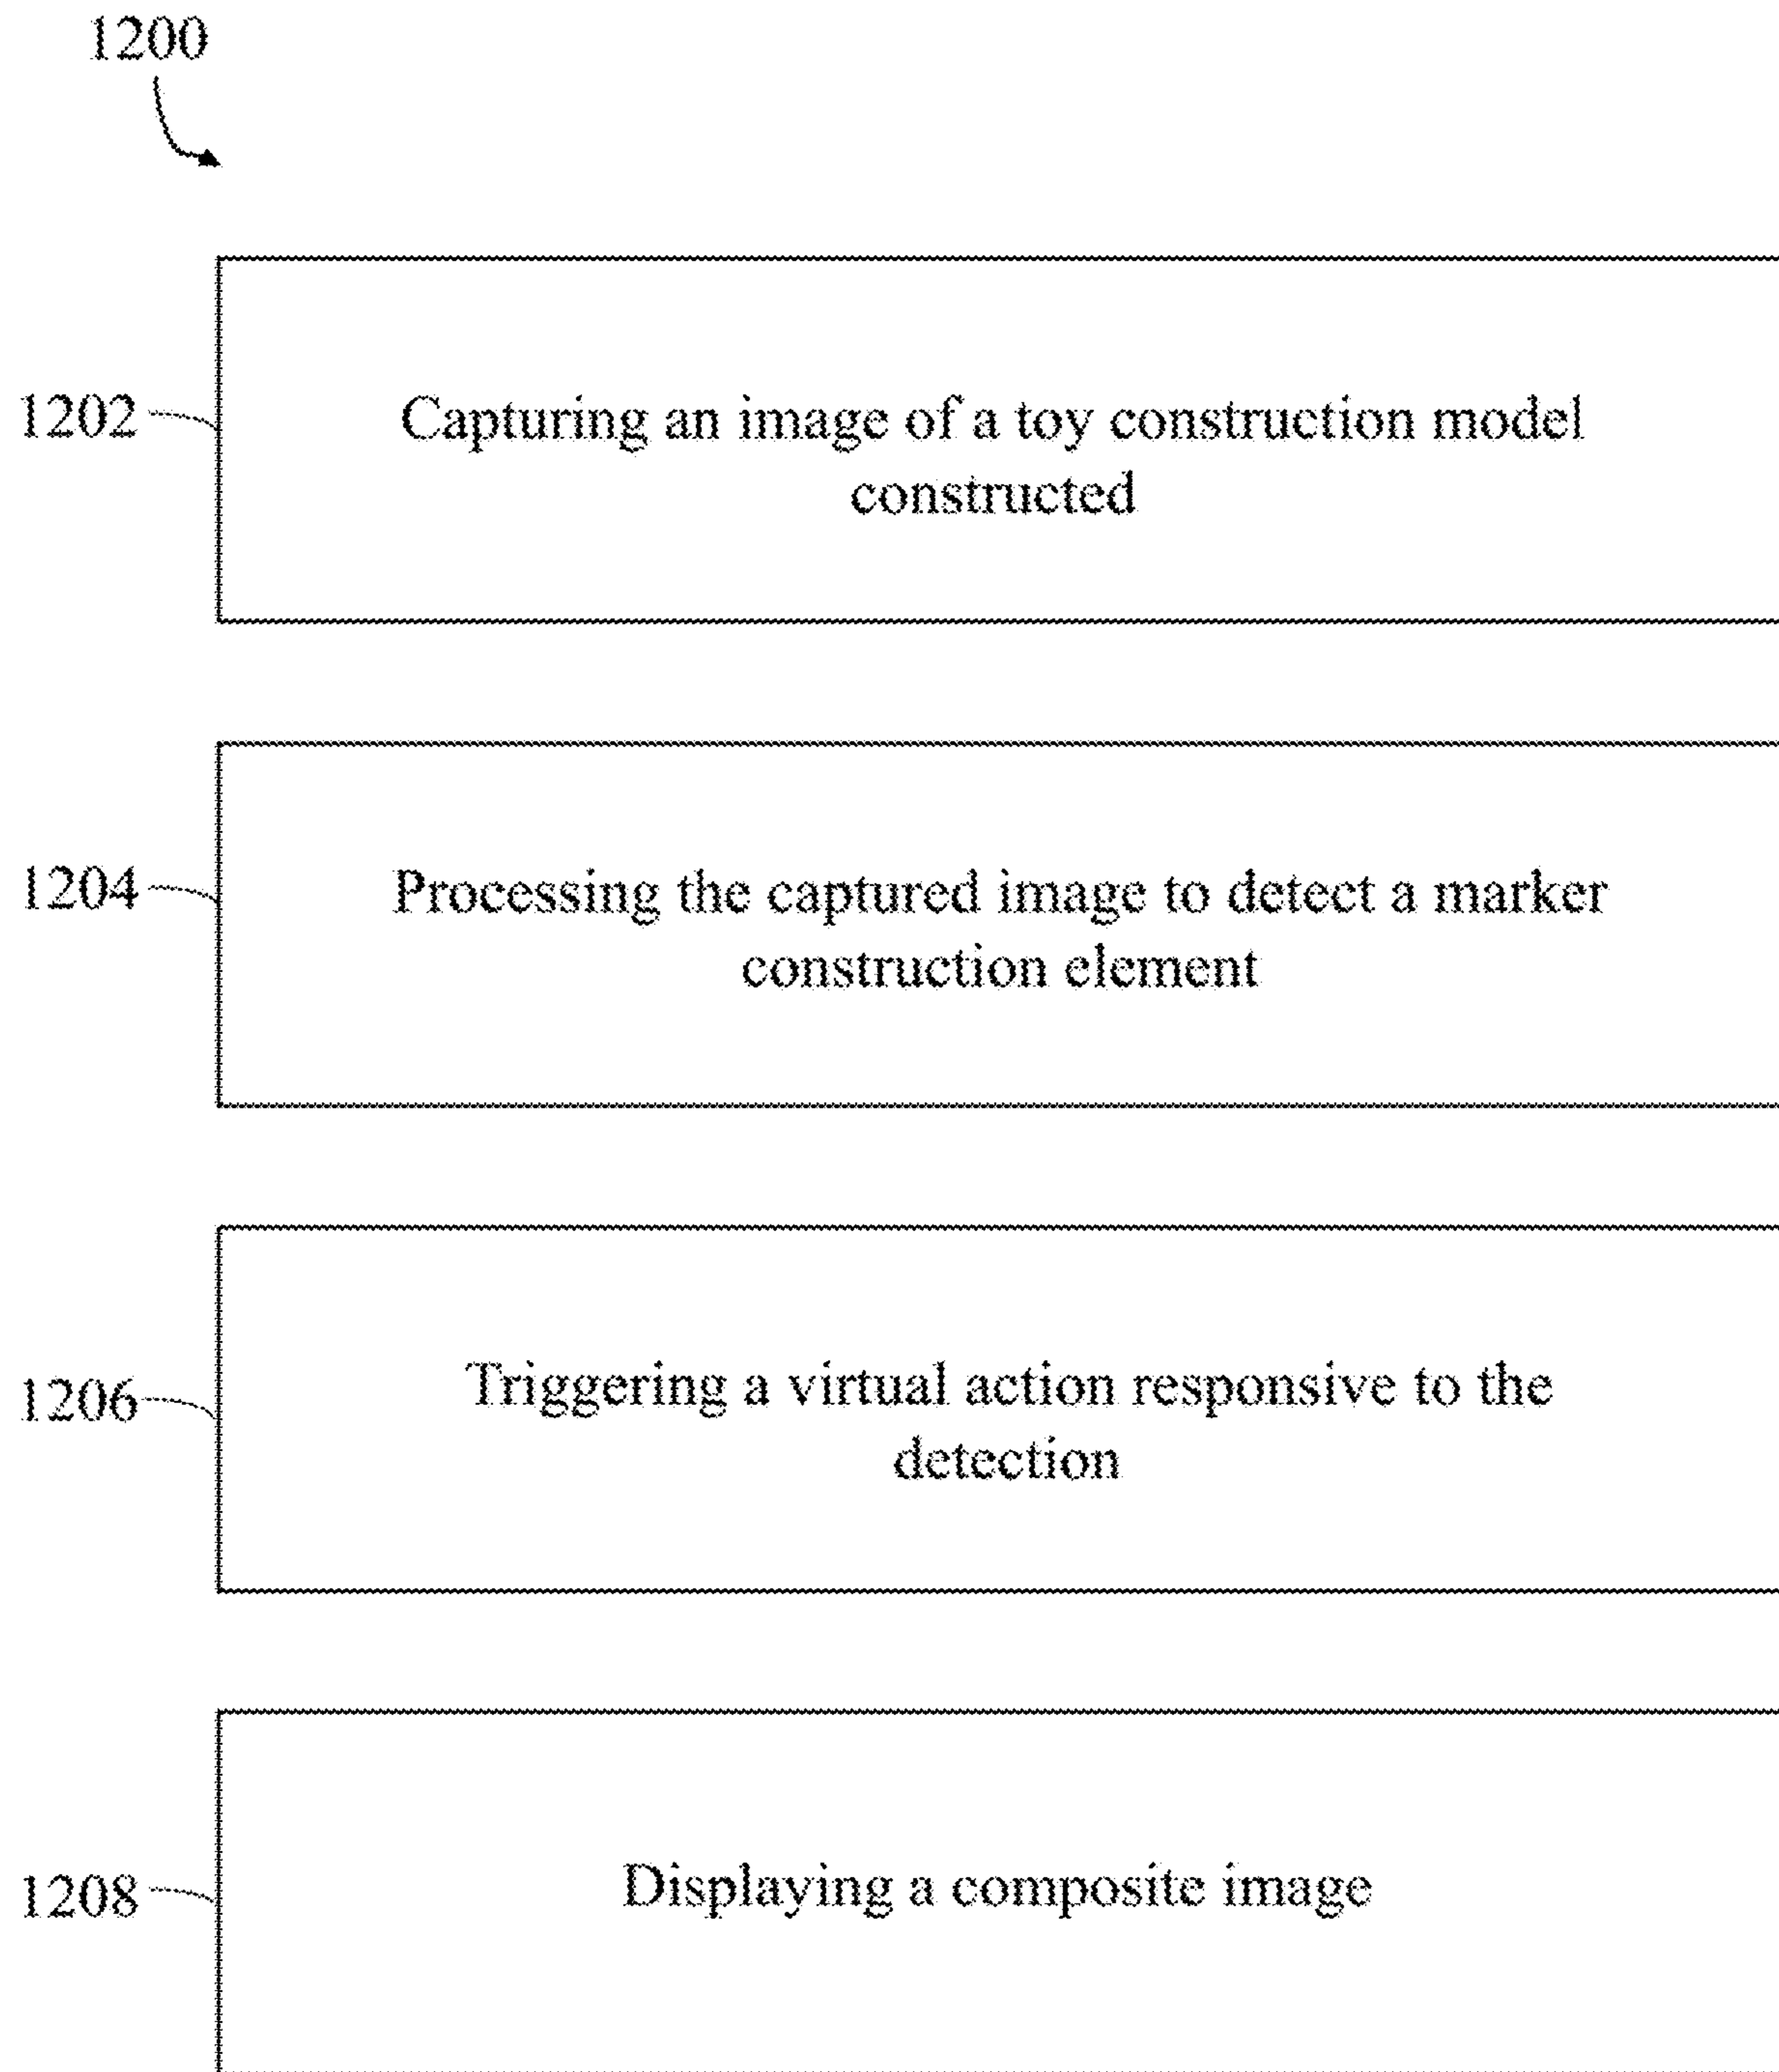 1200
1202
Capturing an image of a toy construction model
constructed
1204
Processing the captured image to detect a marker
construction element
1206
Triggering a virtual action responsive to the
detection
1208
Displaying a composite image